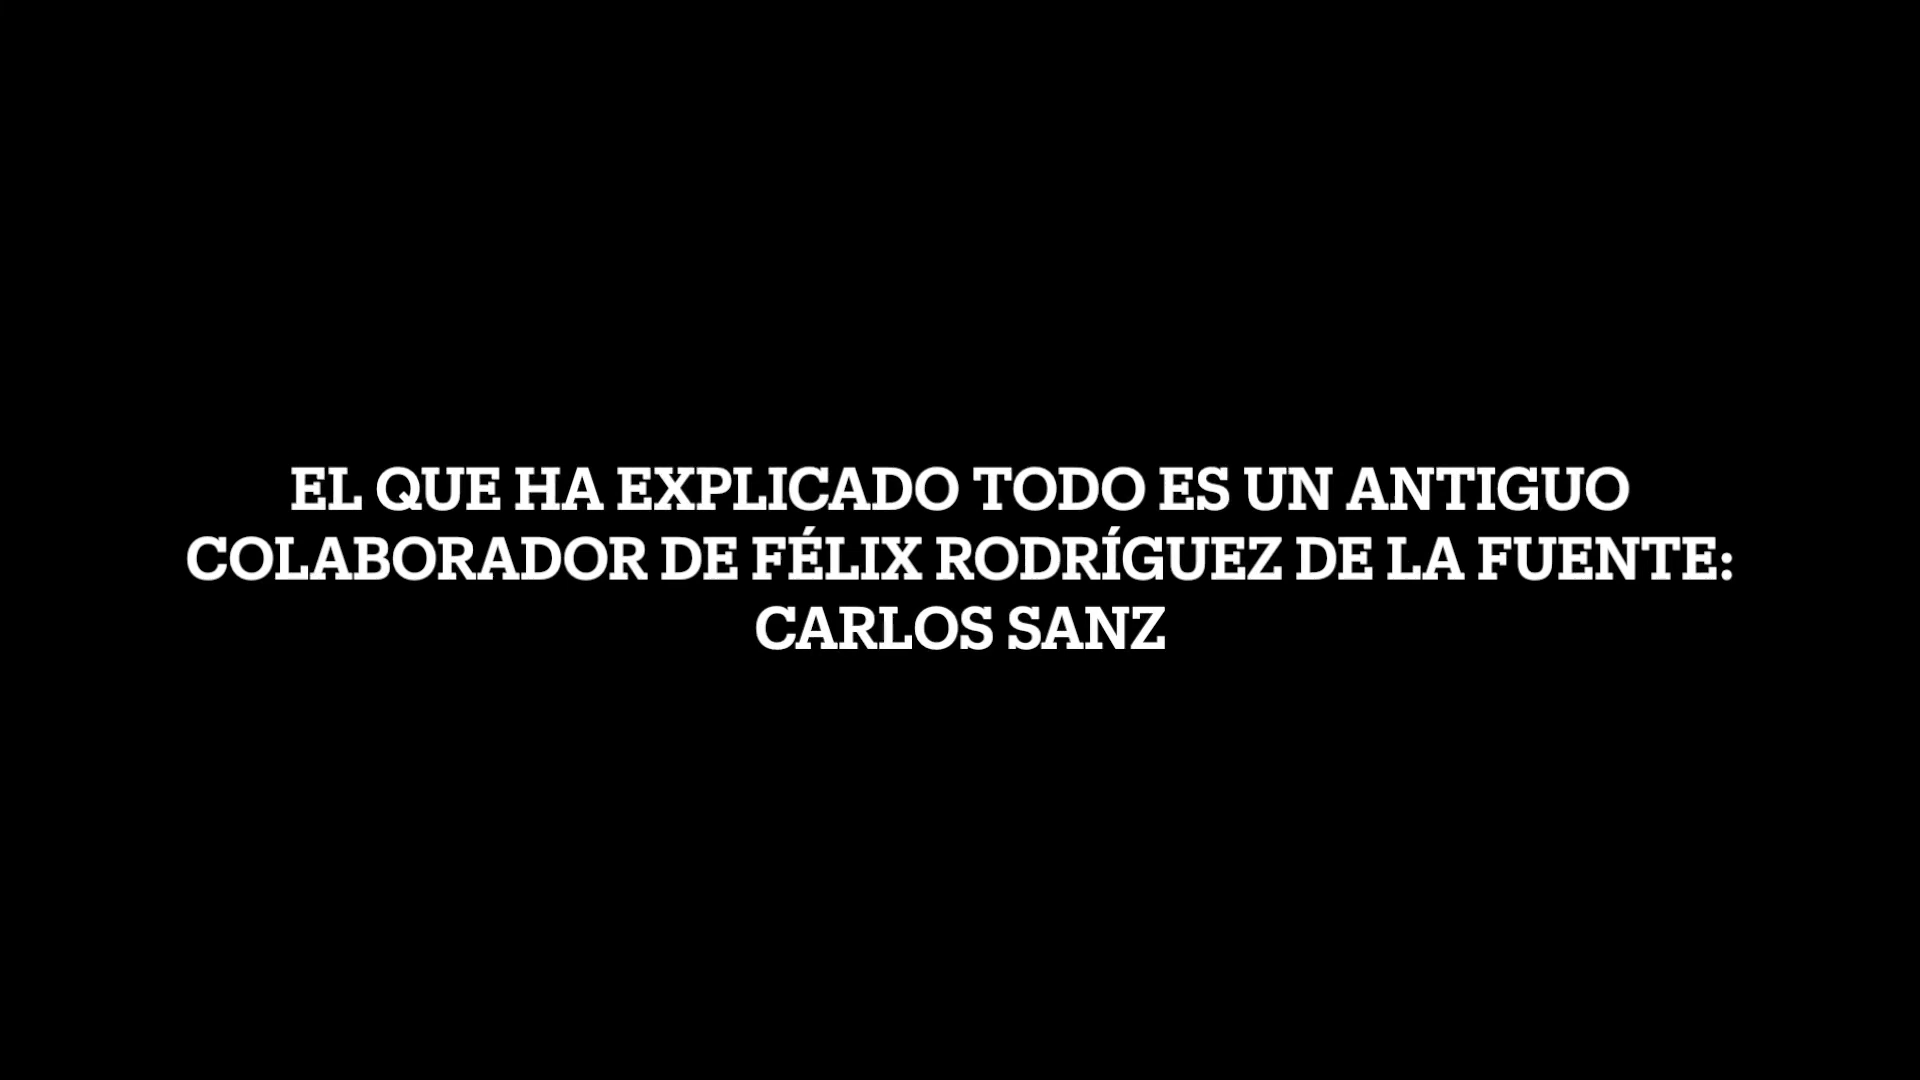 EL QUE HA EXPLICADO TODO ES UN ANTIGUO
COLABORADOR DE FÉLIX RODRÍGUEZ DE LA FUENTE:
CARLOS SANZ